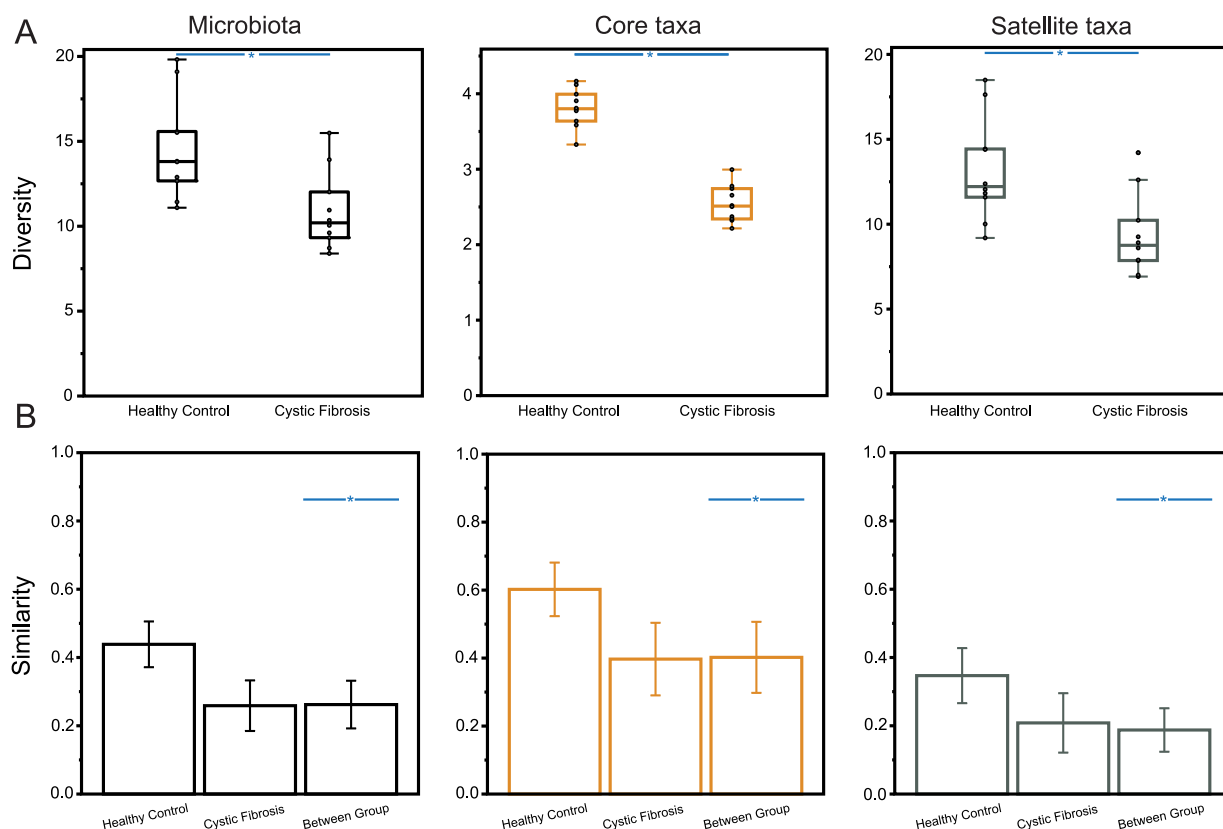 A
Microbiota
Core taxa
Satellite taxa
Diversity
20
15
10
5
0
*
Healthy Control
Cystic Fibrosis
4
3
2
1
0
*
Healthy Control
Cystic Fibrosis
20
15
10
5
0
*
Healthy Control
Cystic Fibrosis
B
Similarity
1.0
0.8
0.6
0.4
0.2
0.0
*
Healthy Control
Cystic Fibrosis
Between Group
1.0
0.8
0.6
0.4
0.2
0.0
*
Healthy Control
Cystic Fibrosis
Between Group
1.0
0.8
0.6
0.4
0.2
0.0
*
Healthy Control
Cystic Fibrosis
Between Group